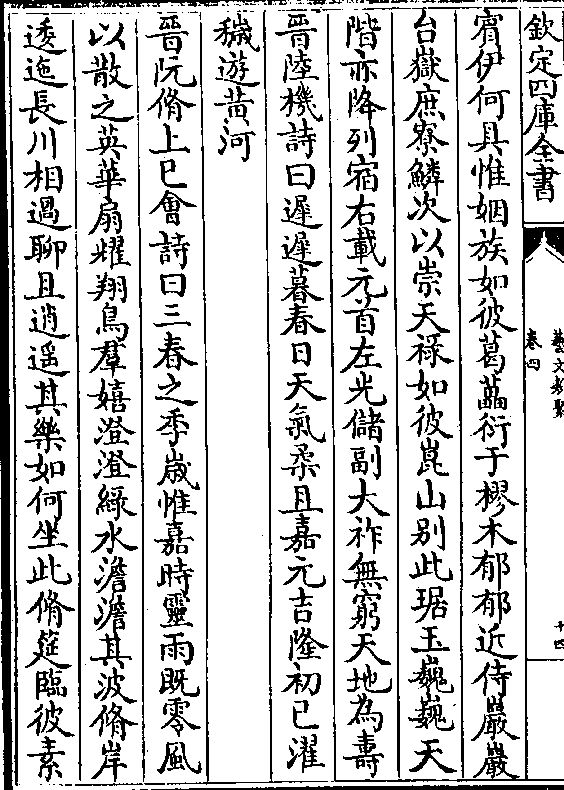 欽定四庫全書
藝文類聚
卷四
十四
賔伊何具惟姻族如彼葛藟衍于樛木郁郁近侍巖巖
台嶽庶寮鱗次以崇天祿如彼崑山别此琚玉巍巍天
階亦降列宿右載元首左光儲副大祚無窮天地為壽
晉陸機詩曰遲遲暮春日天氣柔且嘉元吉隆初巳濯
穢遊黃河
晉阮脩上巳會詩曰三春之季歲惟嘉時靈雨既零風
以散之英華扇耀翔鳥羣嬉澄澄綠水澹澹其波脩岸
逶迤長川相過聊且逍遥其樂如何坐此脩筵臨彼素